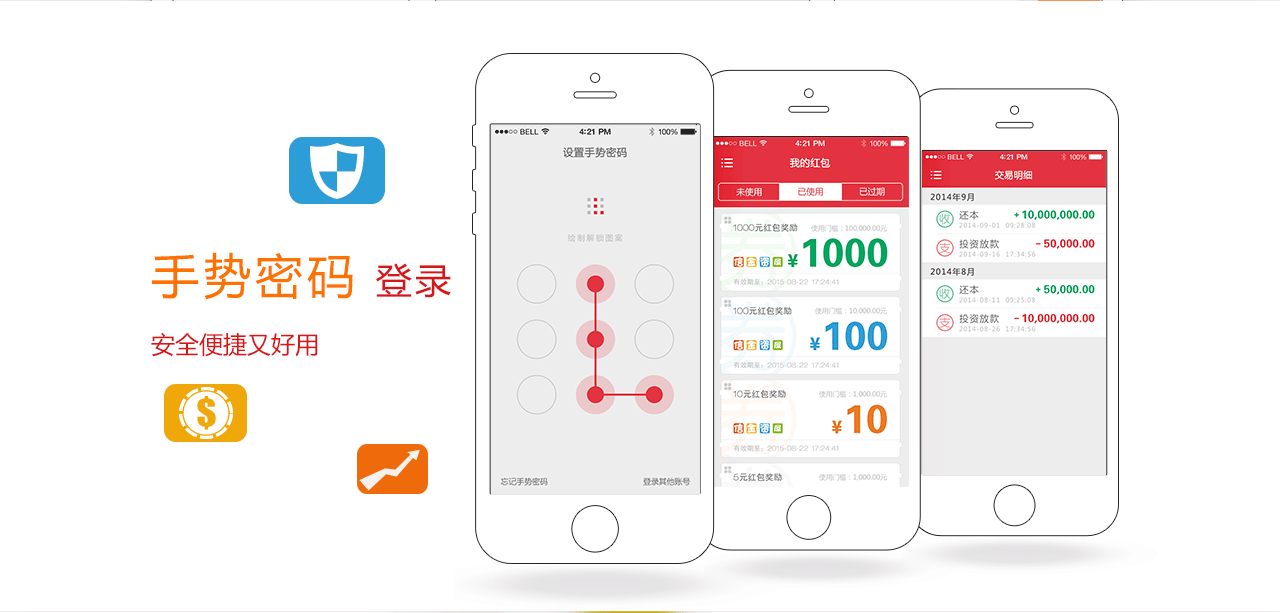 手势密码 登录
安全便捷又好用
BELL 4:21 PM 100%
设置手势密码
绘制解锁图案
忘记手势密码 登录其他账号
BELL 4:21 PM 100%
我的红包
未使用 已使用 已过期
1000元红包奖励 使用门槛：100,000.00元
¥1000
有效期至：2015-08-22 17:24:41
100元红包奖励 使用门槛：10,000.00元
¥100
有效期至：2015-08-22 17:24:41
10元红包奖励 使用门槛：1,000.00元
¥10
有效期至：2015-08-22 17:24:41
5元红包奖励 使用门槛：1,000.00元
BELL 4:21 PM 100%
交易明细
2014年9月
收 还本 +10,000,000.00
2014-09-01 09:28:08
支 投资放款 -50,000.00
2014-09-16 17:34:56
2014年8月
收 还本 +50,000.00
2014-08-11 09:25:08
支 投资放款 -10,000,000.00
2014-08-26 17:34:56